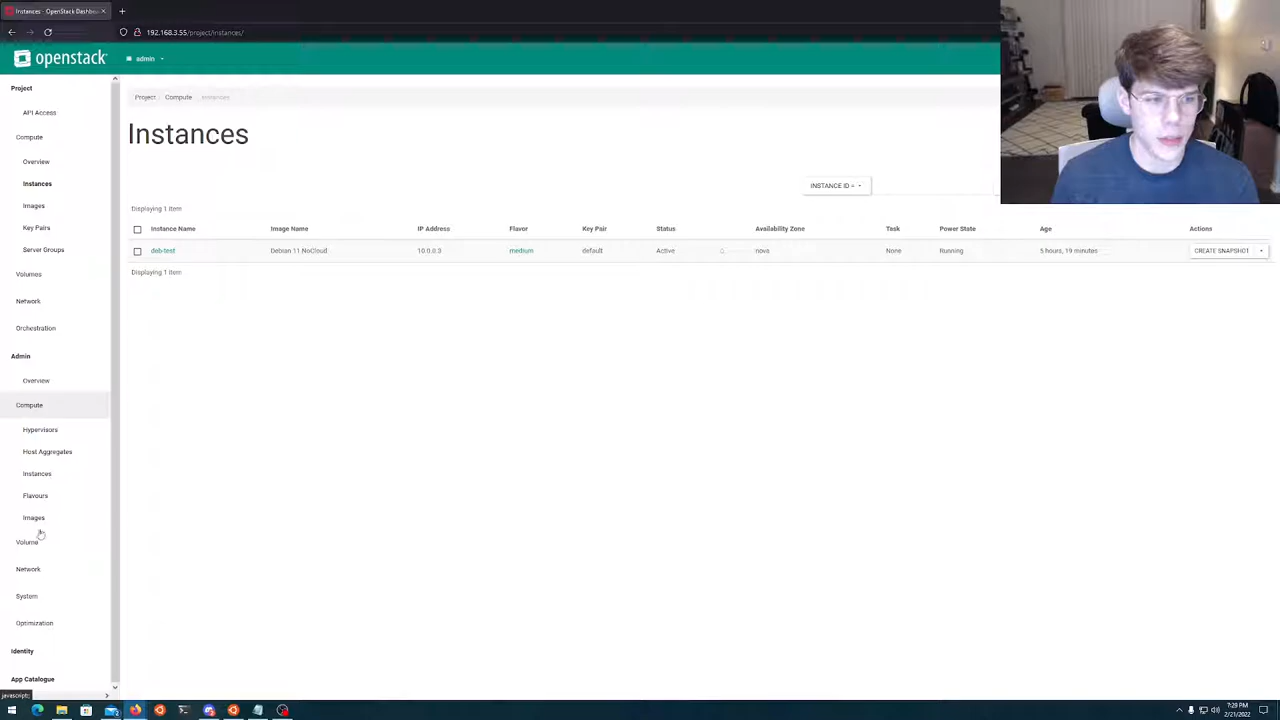 Instances - OpenStack Dashboa
192.168.3.55/project/instances/
openstack
admin
Project
API Access
Compute
Overview
Instances
Images
Key Pairs
Server Groups
Volumes
Network
Orchestration
Admin
Overview
Compute
Hypervisors
Host Aggregates
Instances
Flavours
Images
Volume
Network
System
Optimization
Identity
App Catalogue
javascript:
Project Compute Instances
Instances
INSTANCE ID =
Displaying 1 item
Instance Name Image Name IP Address Flavor Key Pair Status Availability Zone Task Power State Age Actions
deb-test Debian 11 NoCloud 10.0.0.3 medium default Active nova None Running 5 hours, 19 minutes CREATE SNAPSHOT
Displaying 1 item
7:29 PM
2/21/2022